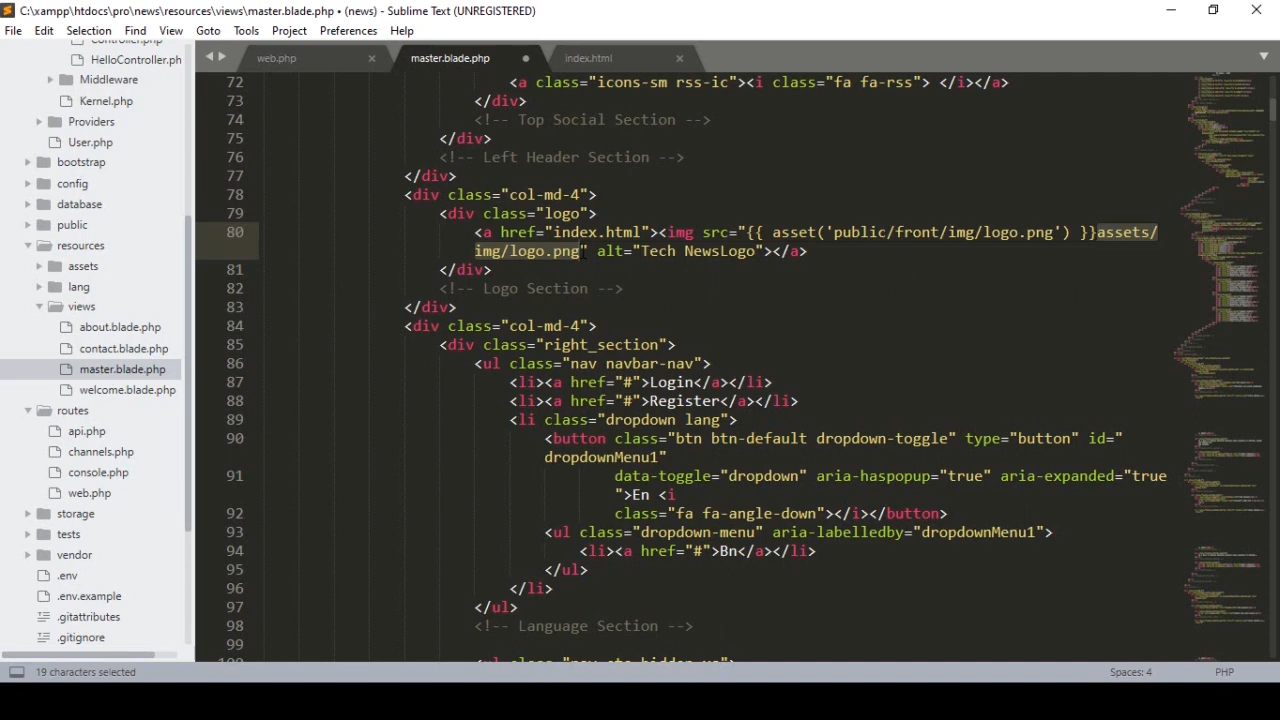 C:\xampp\htdocs\pro\news\resources\views\master.blade.php • (news) - Sublime Text (UNREGISTERED)
File Edit Selection Find View Goto Tools Project Preferences Help
Controller.php
HelloController.ph
Middleware
Kernel.php
Providers
User.php
bootstrap
config
database
public
resources
assets
lang
views
about.blade.php
contact.blade.php
master.blade.php
welcome.blade.php
routes
api.php
channels.php
console.php
web.php
storage
tests
vendor
.env
.env.example
.gitattributes
.gitignore
web.php master.blade.php index.html
72 <a class="icons-sm rss-ic"><i class="fa fa-rss"> </i></a>
73 </div>
74 <!-- Top Social Section -->
75 </div>
76 <!-- Left Header Section -->
77 </div>
78 <div class="col-md-4">
79 <div class="logo">
80 <a href="index.html"><img src="{{ asset('public/front/img/logo.png') }}assets/
img/logo.png" alt="Tech NewsLogo"></a>
81 </div>
82 <!-- Logo Section -->
83 </div>
84 <div class="col-md-4">
85 <div class="right_section">
86 <ul class="nav navbar-nav">
87 <li><a href="#">Login</a></li>
88 <li><a href="#">Register</a></li>
89 <li class="dropdown lang">
90 <button class="btn btn-default dropdown-toggle" type="button" id="
dropdownMenu1"
91 data-toggle="dropdown" aria-haspopup="true" aria-expanded="true
">En <i
92 class="fa fa-angle-down"></i></button>
93 <ul class="dropdown-menu" aria-labelledby="dropdownMenu1">
94 <li><a href="#">Bn</a></li>
95 </ul>
96 </li>
97 </ul>
98 <!-- Language Section -->
99
19 characters selected Spaces: 4 PHP